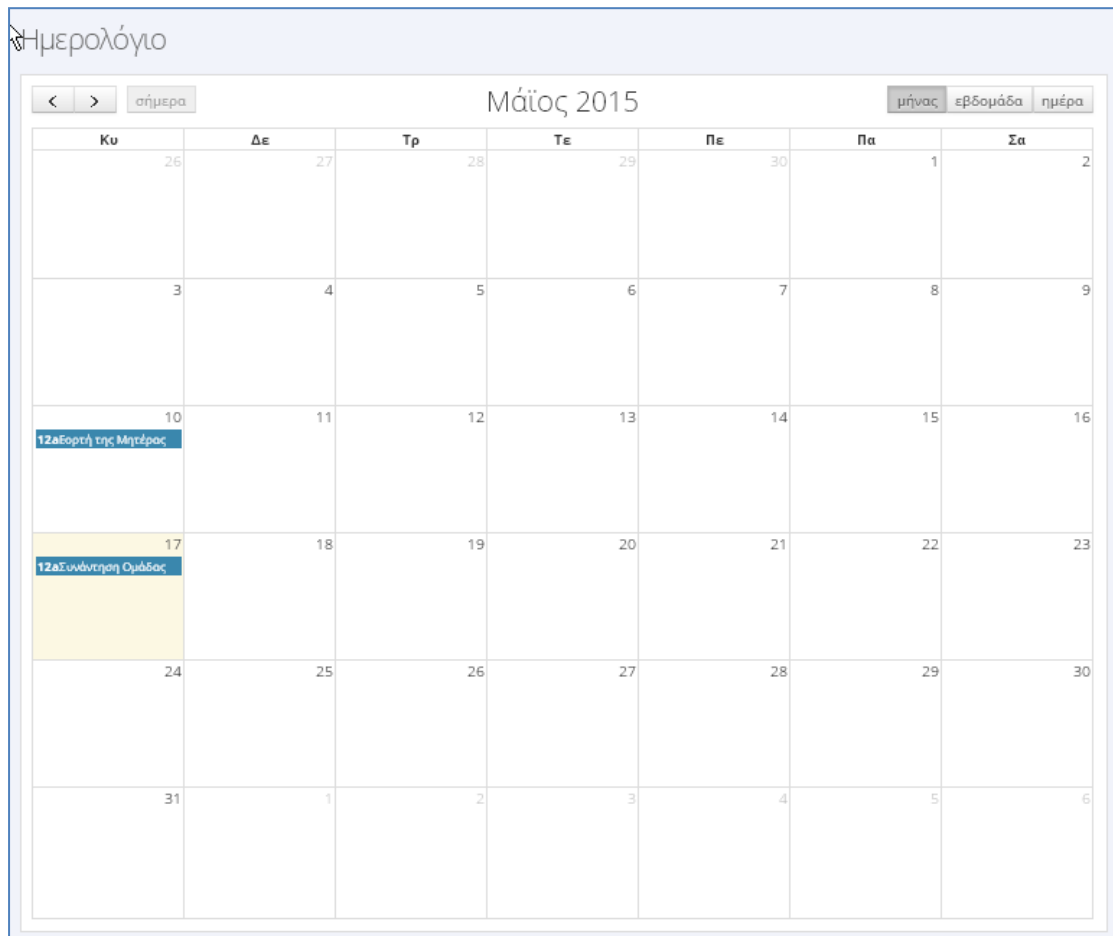 Ημερολόγιο
σήμερα Μάϊος 2015 μήνας εβδομάδα ημέρα
Κυ Δε Τρ Τε Πε Πα Σα
26 27 28 29 30 1 2
3 4 5 6 7 8 9
10 11 12 13 14 15 16
12aΕορτή της Μητέρας
17 18 19 20 21 22 23
12aΣυνάντηση Ομάδας
24 25 26 27 28 29 30
31 1 2 3 4 5 6